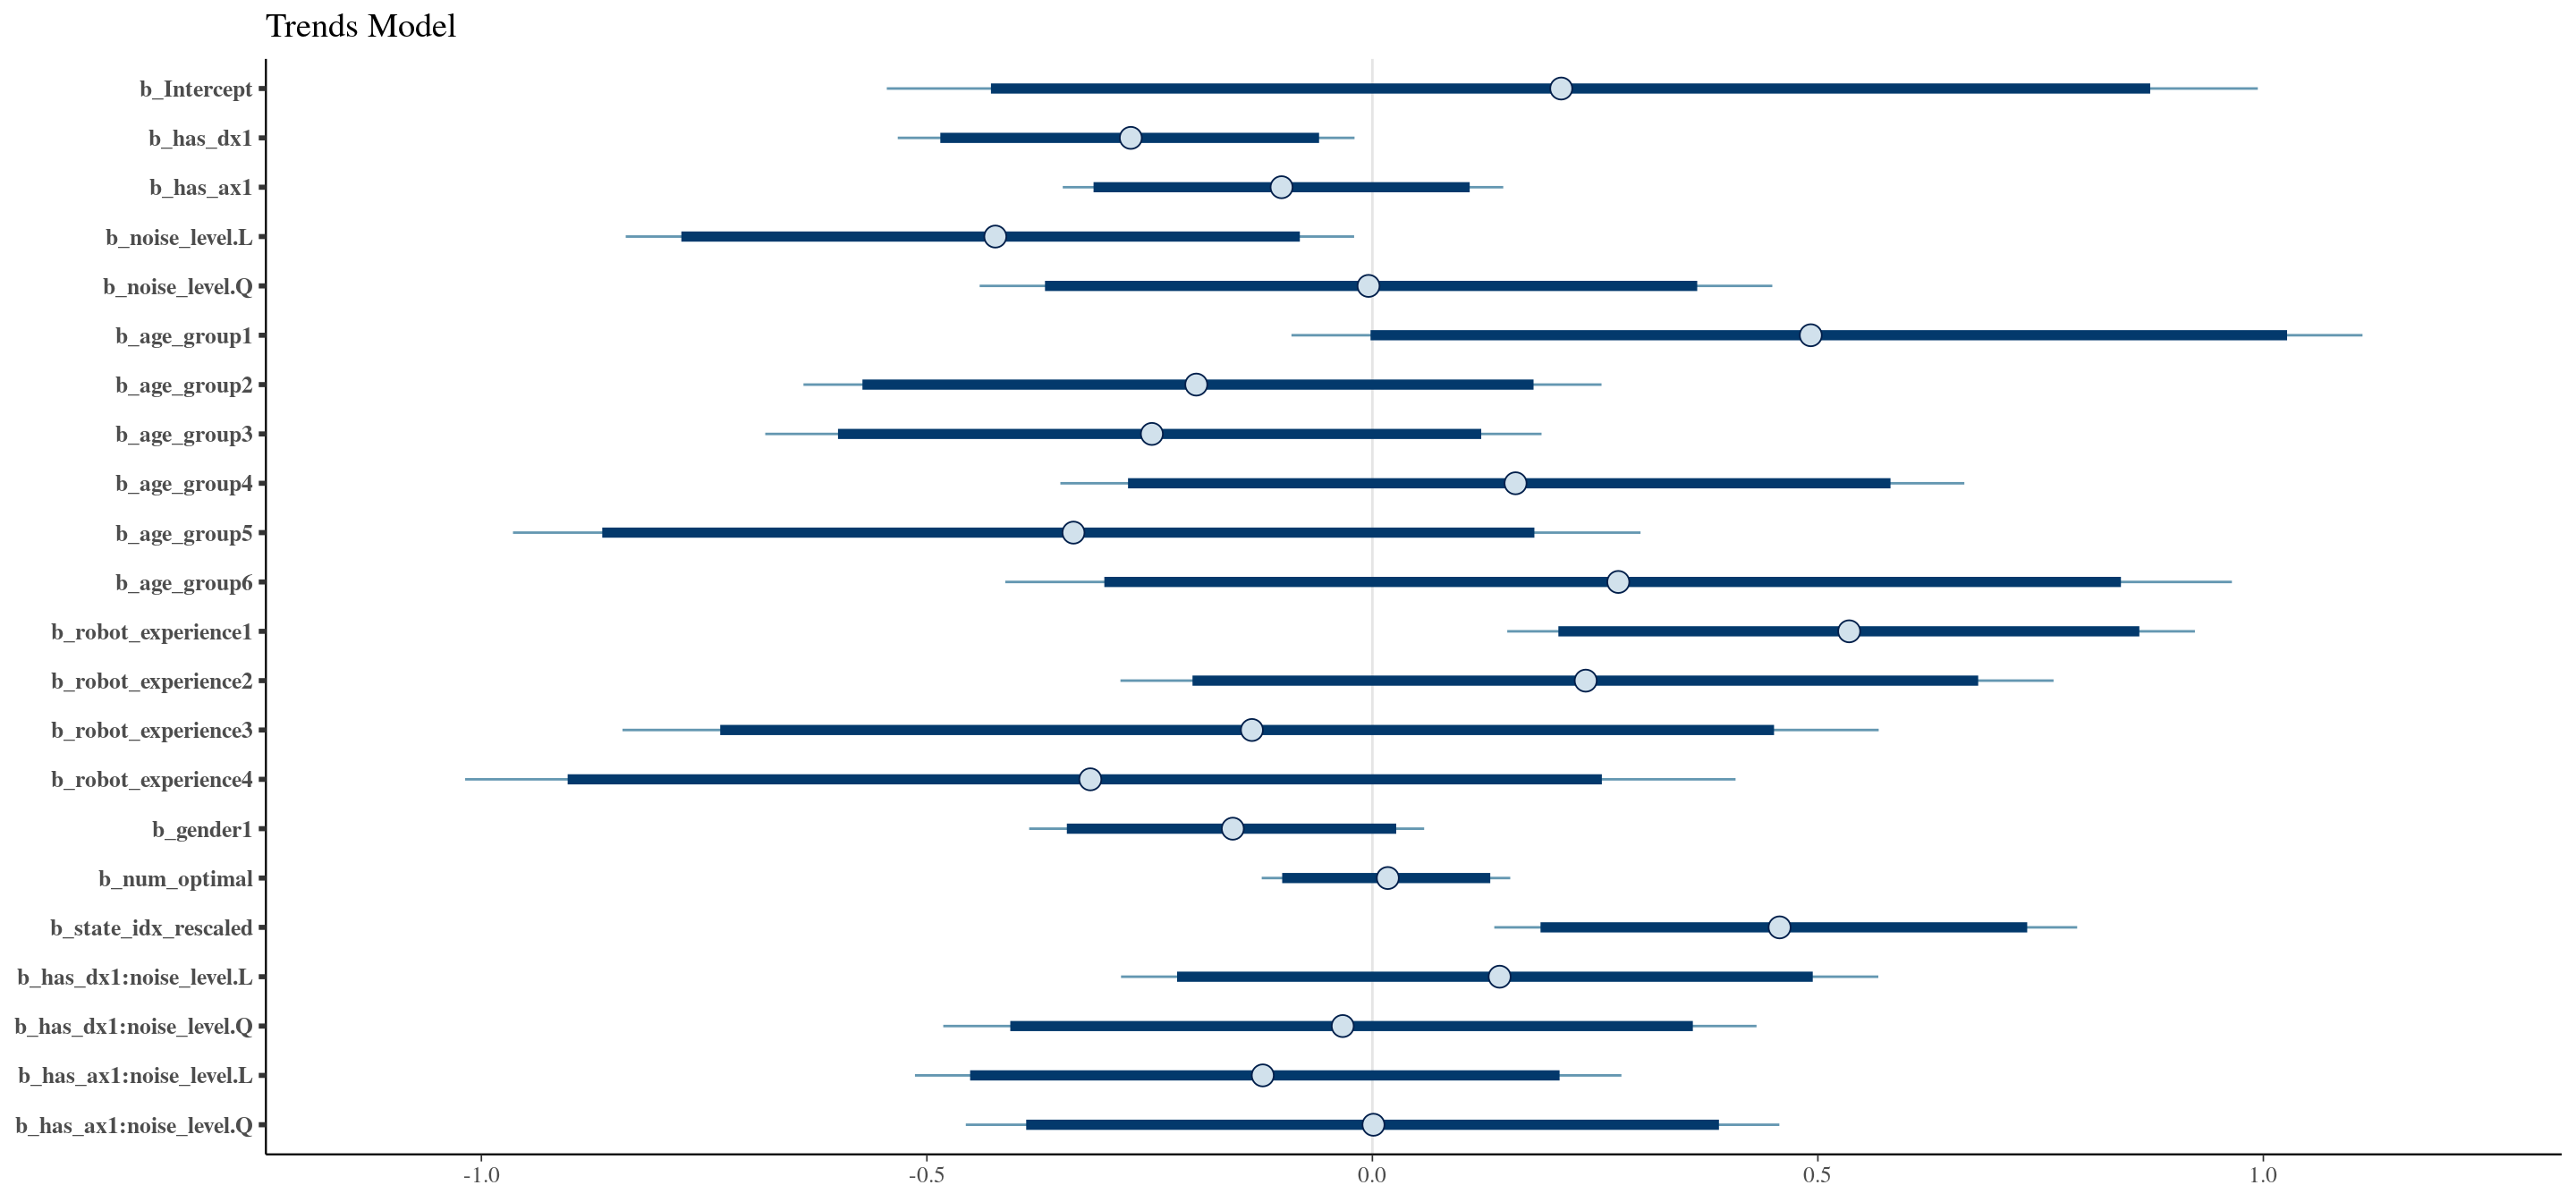 Trends Model
b_Intercept
b_has_dx1
b_has_ax1
b_noise_level.L
b_noise_level.Q
b_age_group1
b_age_group2
b_age_group3
b_age_group4
b_age_group5
b_age_group6
b_robot_experience1
b_robot_experience2
b_robot_experience3
b_robot_experience4
b_gender1
b_num_optimal
b_state_idx_rescaled
b_has_dx1:noise_level.L
b_has_dx1:noise_level.Q
b_has_ax1:noise_level.L
b_has_ax1:noise_level.Q
-1.0 -0.5 0.0 0.5 1.0